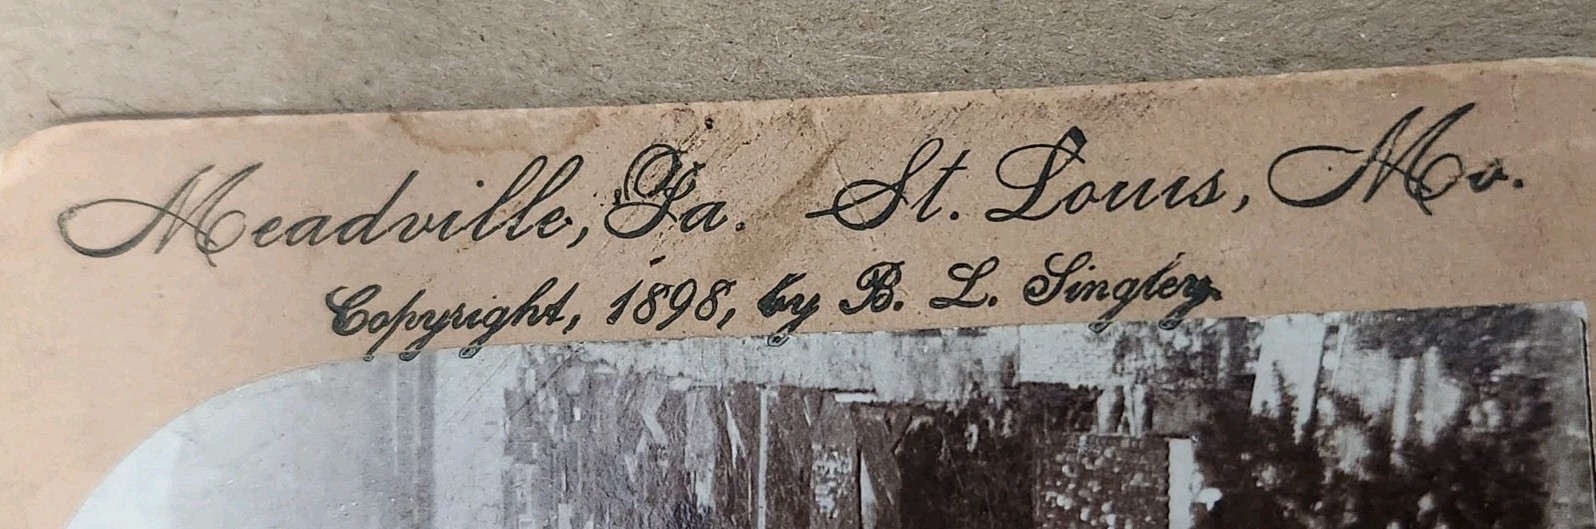 Meadville, Pa. St. Louis, Mo.
Copyright, 1898, by B. L. Singley.